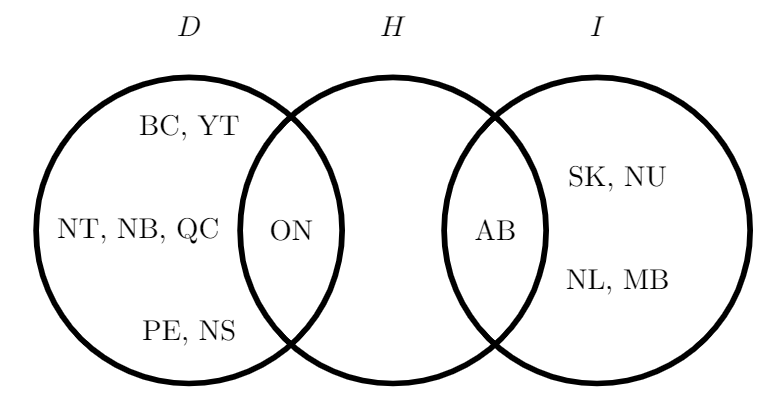 D H I
BC, YT
SK, NU
NT, NB, QC ON AB
NL, MB
PE, NS